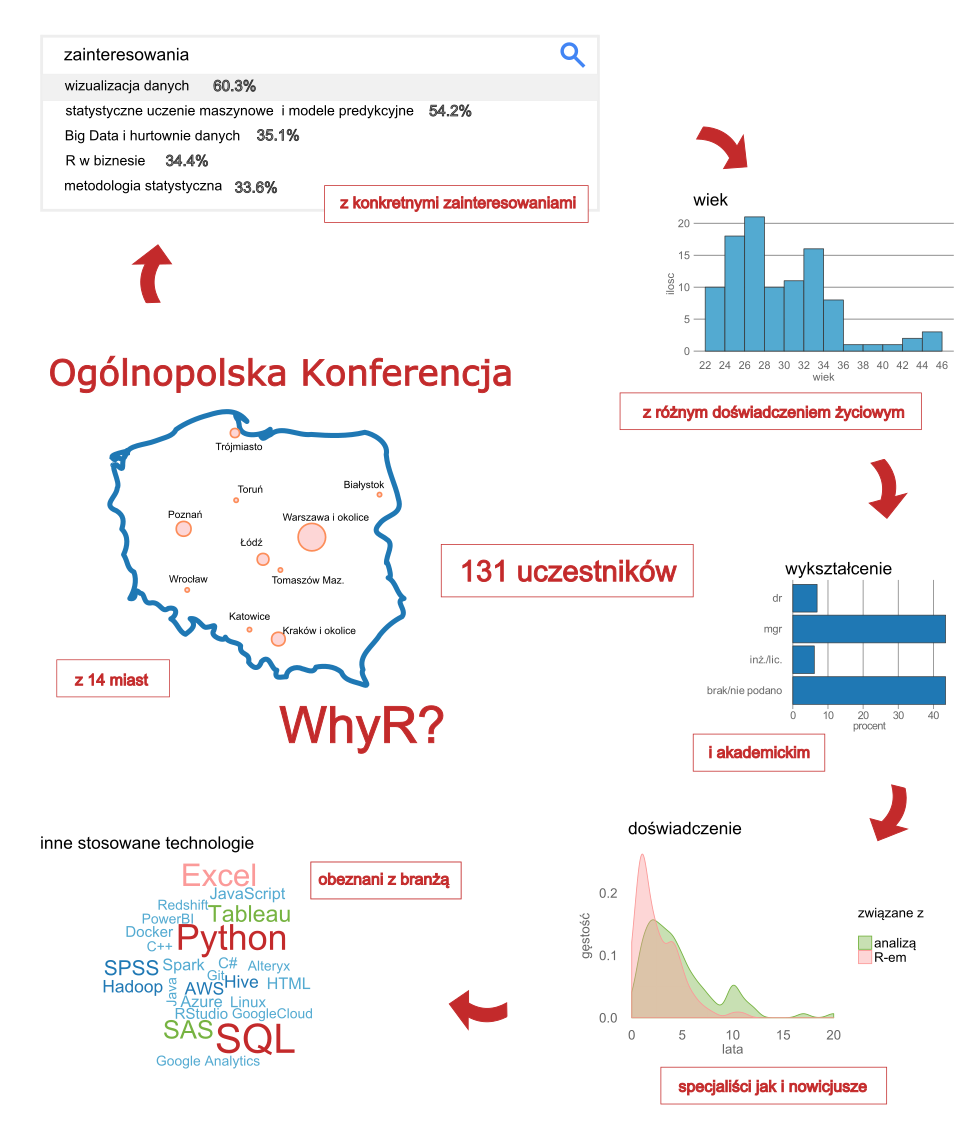 zainteresowania
wizualizacja danych 60.3%
statystyczne uczenie maszynowe i modele predykcyjne 54.2%
Big Data i hurtownie danych 35.1%
R w biznesie 34.4%
metodologia statystyczna 33.6%
z konkretnymi zainteresowaniami
wiek
20
15
10
5
0
ilosc
22 24 26 28 30 32 34 36 38 40 42 44 46
wiek
z różnym doświadczeniem życiowym
Ogólnopolska Konferencja
Trójmiasto
Toruń
Białystok
Poznań
Warszawa i okolice
Łódź
Wrocław
Tomaszów Maz.
Katowice
Kraków i okolice
131 uczestników
z 14 miast
WhyR?
wykształcenie
dr
mgr
inż./lic.
brak/nie podano
0 10 20 30 40
procent
i akademickim
doświadczenie
0.2
0.1
0.0
gęstość
0 5 10 15 20
lata
związane z
analizą
R-em
specjaliści jak i nowicjusze
inne stosowane technologie
obeznani z branżą
Excel
JavaScript
Redshift
PowerBI
Tableau
Docker
Python
C++
SPSS
Spark
C#
Alteryx
Git
Hadoop
Java
AWS
Hive
HTML
Azure
Linux
RStudio
GoogleCloud
SAS
SQL
Google Analytics